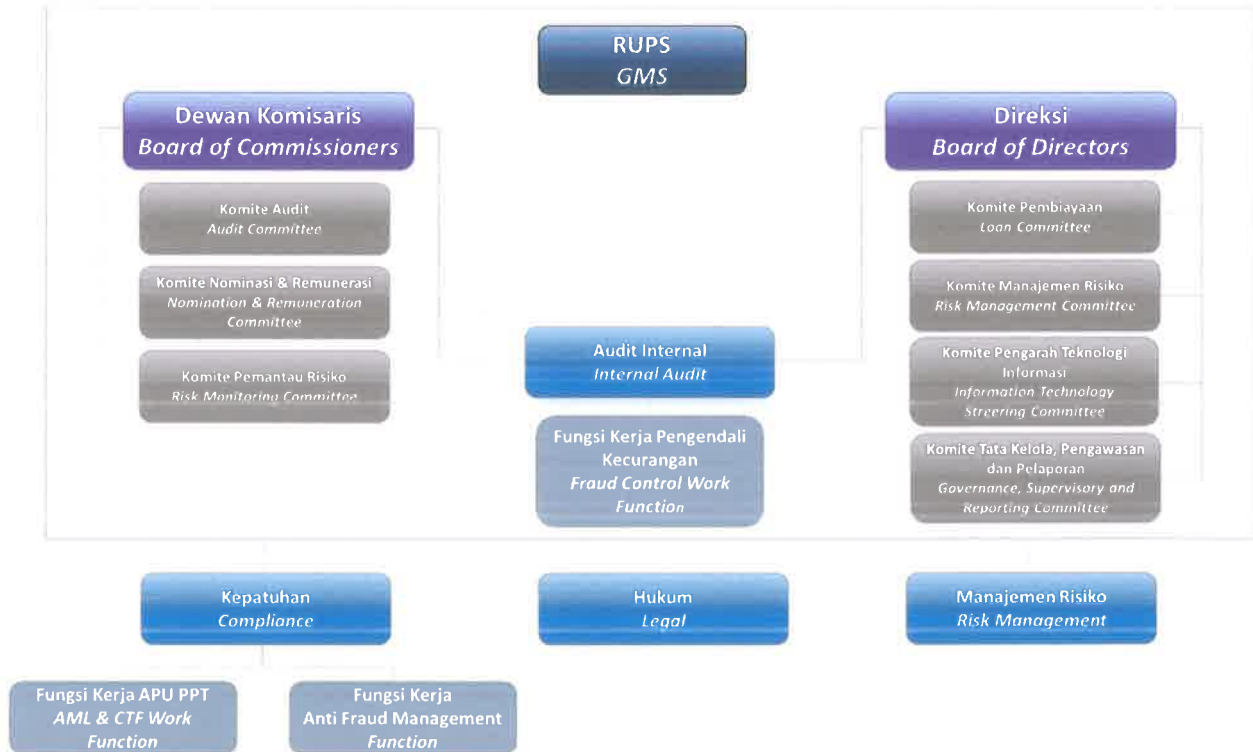 RUPS
GMS
Dewan Komisaris
Board of Commissioners
Komite Audit
Audit Committee
Komite Nominasi & Remunerasi
Nomination & Remuneration
Committee
Komite Pemantau Risiko
Risk Monitoring Committee
Direksi
Board of Directors
Komite Pembiayaan
Loan Committee
Komite Manajemen Risiko
Risk Management Committee
Komite Pengarah Teknologi
Informasi
Information Technology
Streering Committee
Komite Tata Kelola, Pengawasan
dan Pelaporan
Governance, Supervisory and
Reporting Committee
Audit Internal
Internal Audit
Fungsi Kerja Pengendali
Kecurangan
Fraud Control Work
Function
Kepatuhan
Compliance
Hukum
Legal
Manajemen Risiko
Risk Management
Fungsi Kerja APU PPT
AML & CTF Work
Function
Fungsi Kerja
Anti Fraud Management
Function